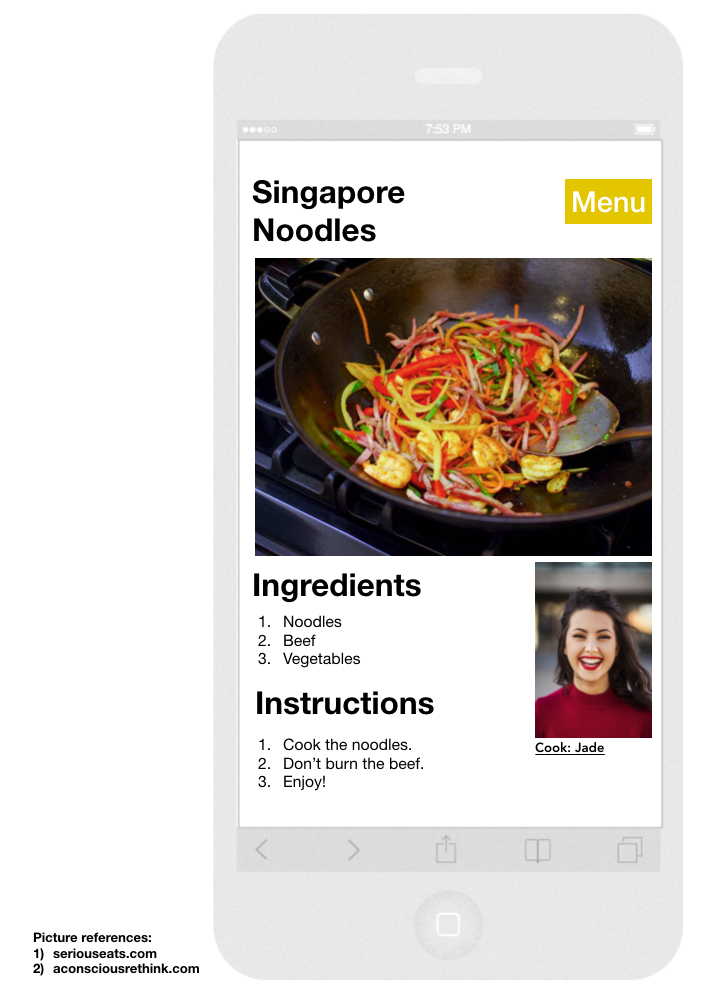 7:53 PM
Singapore
Noodles
Menu
Ingredients
1. Noodles
2. Beef
3. Vegetables
Instructions
1. Cook the noodles.
2. Don’t burn the beef.
3. Enjoy!
Cook: Jade
Picture references:
1) seriouseats.com
2) aconsciousrethink.com